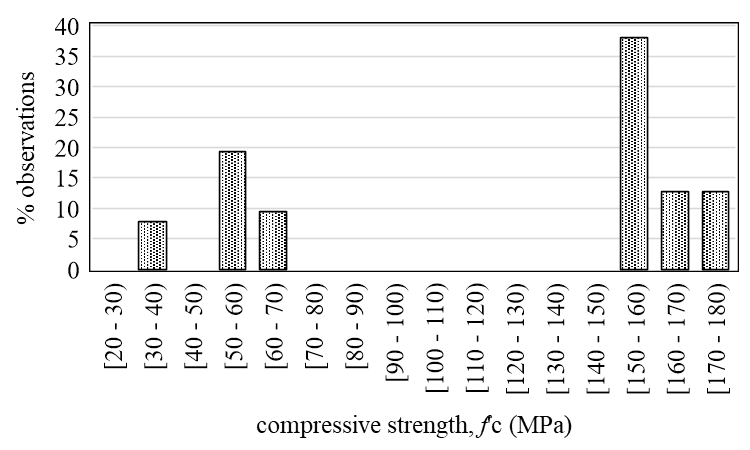 % observations
40
35
30
25
20
15
10
5
0
[20 - 30)
[30 - 40)
[40 - 50)
[50 - 60)
[60 - 70)
[70 - 80)
[80 - 90)
[90 - 100)
[100 - 110)
[110 - 120)
[120 - 130)
[130 - 140)
[140 - 150)
[150 - 160)
[160 - 170)
[170 - 180)
compressive strength, f'c (MPa)